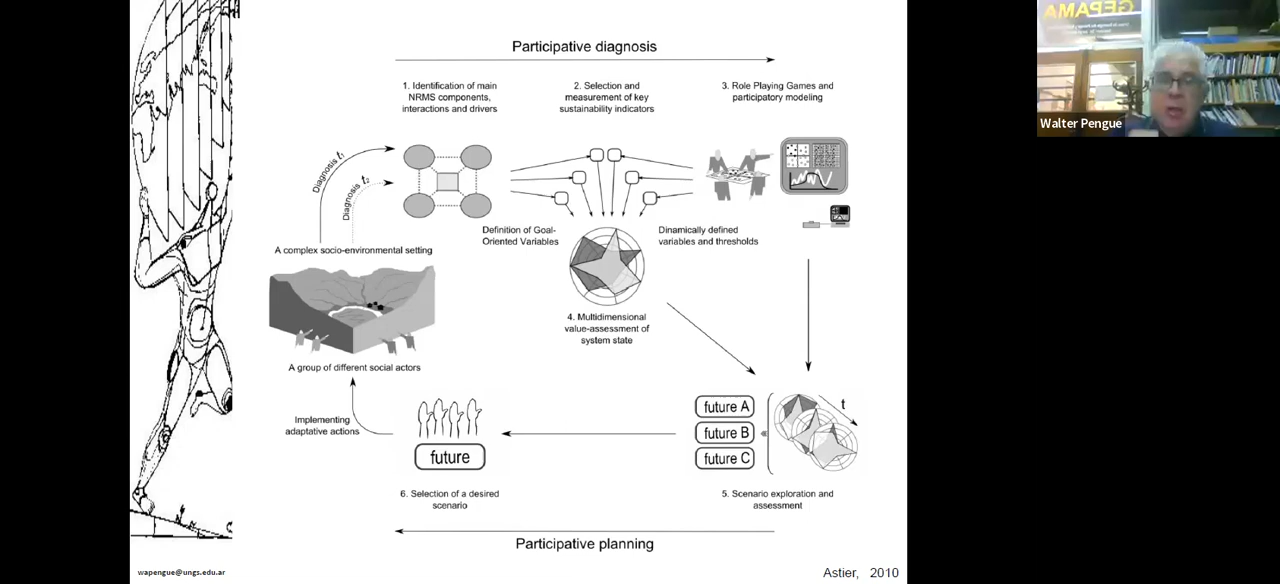 Participative diagnosis
1. Identification of main
NRMS components,
interactions and drivers
2. Selection and
measurement of key
sustainability indicators
3. Role Playing Games and
participatory modeling
Diagnosis t1
Diagnosis t2
A complex socio-environmental setting
Definition of Goal-
Oriented Variables
Dinamically defined
variables and thresholds
4. Multidimensional
value-assessment of
system state
A group of different social actors
Implementing
adaptative actions
future
future A
future B
future C
t
6. Selection of a desired
scenario
5. Scenario exploration and
assessment
Participative planning
wapengue@ungs.edu.ar
Astier, 2010
GEPAMA
Walter Pengue